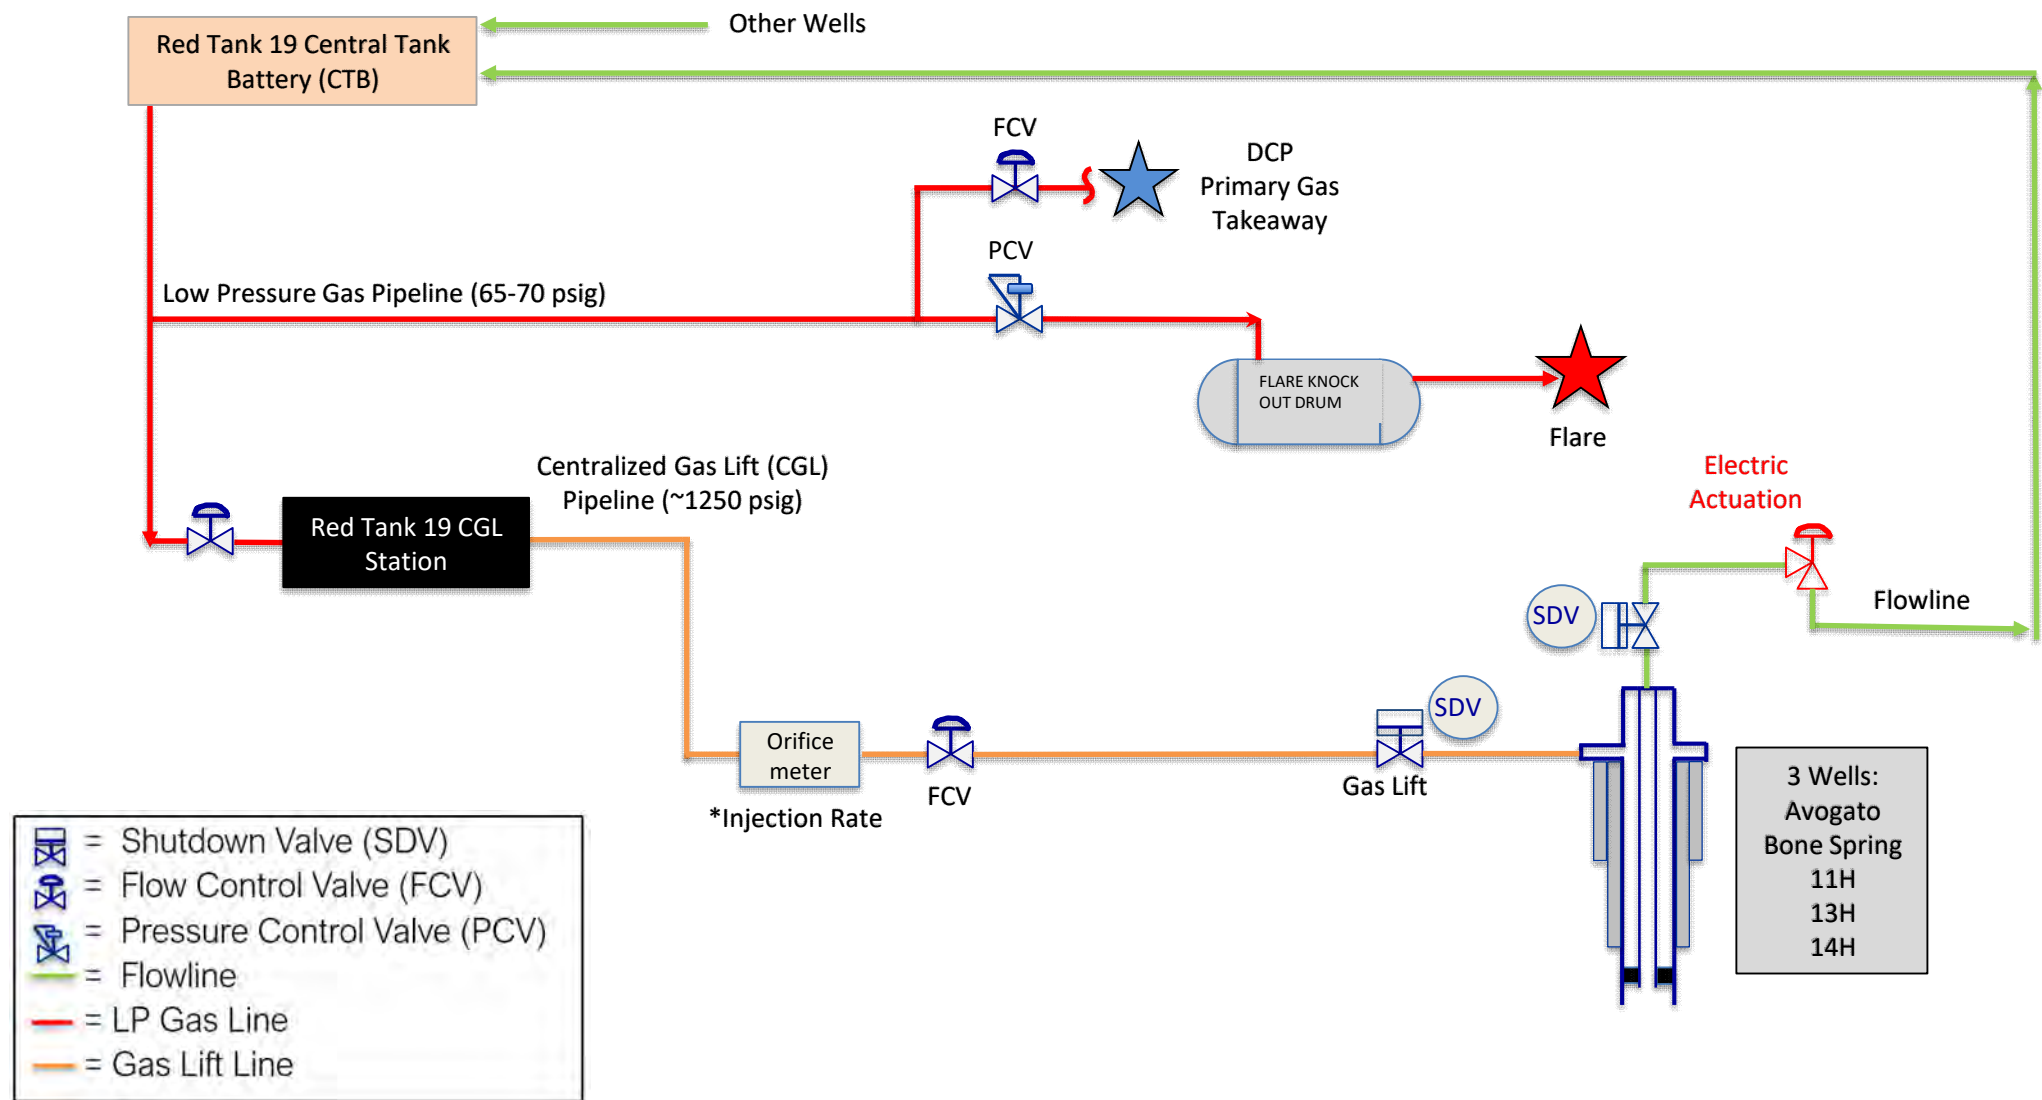 Other Wells
Red Tank 19 Central Tank
Battery (CTB)
FCV
DCP
Primary Gas
Takeaway
PCV
Low Pressure Gas Pipeline (65-70 psig)
FLARE KNOCK
OUT DRUM
Flare
Centralized Gas Lift (CGL)
Pipeline (~1250 psig)
Electric
Actuation
Red Tank 19 CGL
Station
SDV
Flowline
SDV
Orifice
meter
*Injection Rate
FCV
Gas Lift
3 Wells:
Avogato
Bone Spring
11H
13H
14H
= Shutdown Valve (SDV)
= Flow Control Valve (FCV)
= Pressure Control Valve (PCV)
= Flowline
= LP Gas Line
= Gas Lift Line